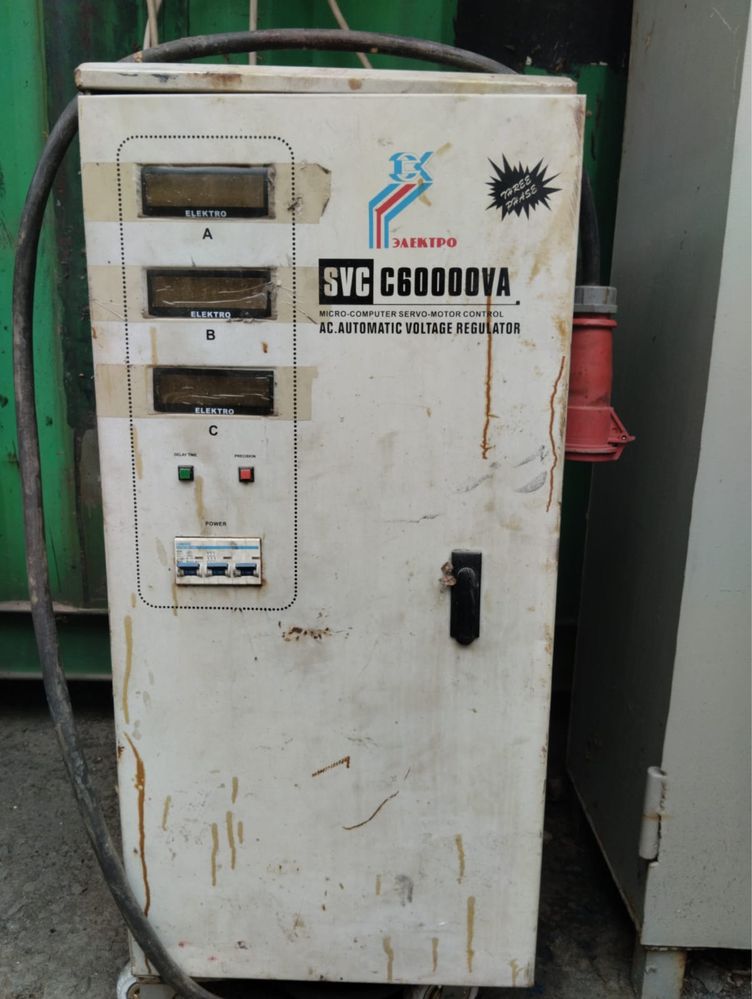 ELEKTRO
A
ELEKTRO
B
ELEKTRO
C
DELAY TIME
PRECISION
POWER
ЭЛЕКТРО
THREE
PHASE
SVC C60000VA
MICRO-COMPUTER SERVO-MOTOR CONTROL
AC.AUTOMATIC VOLTAGE REGULATOR